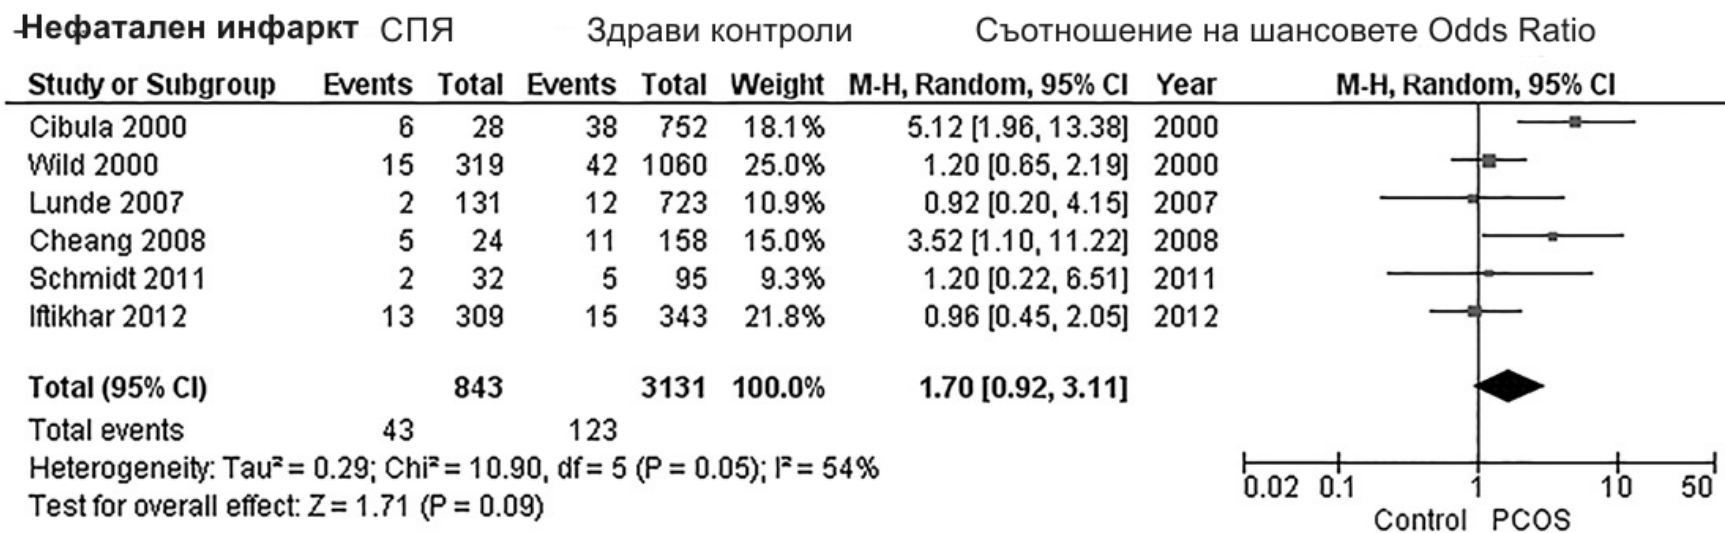 -Нефатален инфаркт СПЯ Здрави контроли Съотношение на шансовете Odds Ratio
Study or Subgroup Events Total Events Total Weight M-H, Random, 95% CI Year M-H, Random, 95% CI
Cibula 2000 6 28 38 752 18.1% 5.12 [1.96, 13.38] 2000
Wild 2000 15 319 42 1060 25.0% 1.20 [0.65, 2.19] 2000
Lunde 2007 2 131 12 723 10.9% 0.92 [0.20, 4.15] 2007
Cheang 2008 5 24 11 158 15.0% 3.52 [1.10, 11.22] 2008
Schmidt 2011 2 32 5 95 9.3% 1.20 [0.22, 6.51] 2011
Iftikhar 2012 13 309 15 343 21.8% 0.96 [0.45, 2.05] 2012
Total (95% CI) 843 3131 100.0% 1.70 [0.92, 3.11]
Total events 43 123
Heterogeneity: Tau² = 0.29; Chi² = 10.90, df = 5 (P = 0.05); I² = 54%
Test for overall effect: Z = 1.71 (P = 0.09)
0.02 0.1 1 10 50
Control PCOS